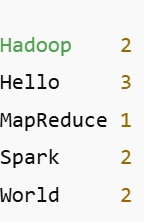 Hadoop 2
Hello 3
MapReduce 1
Spark 2
World 2